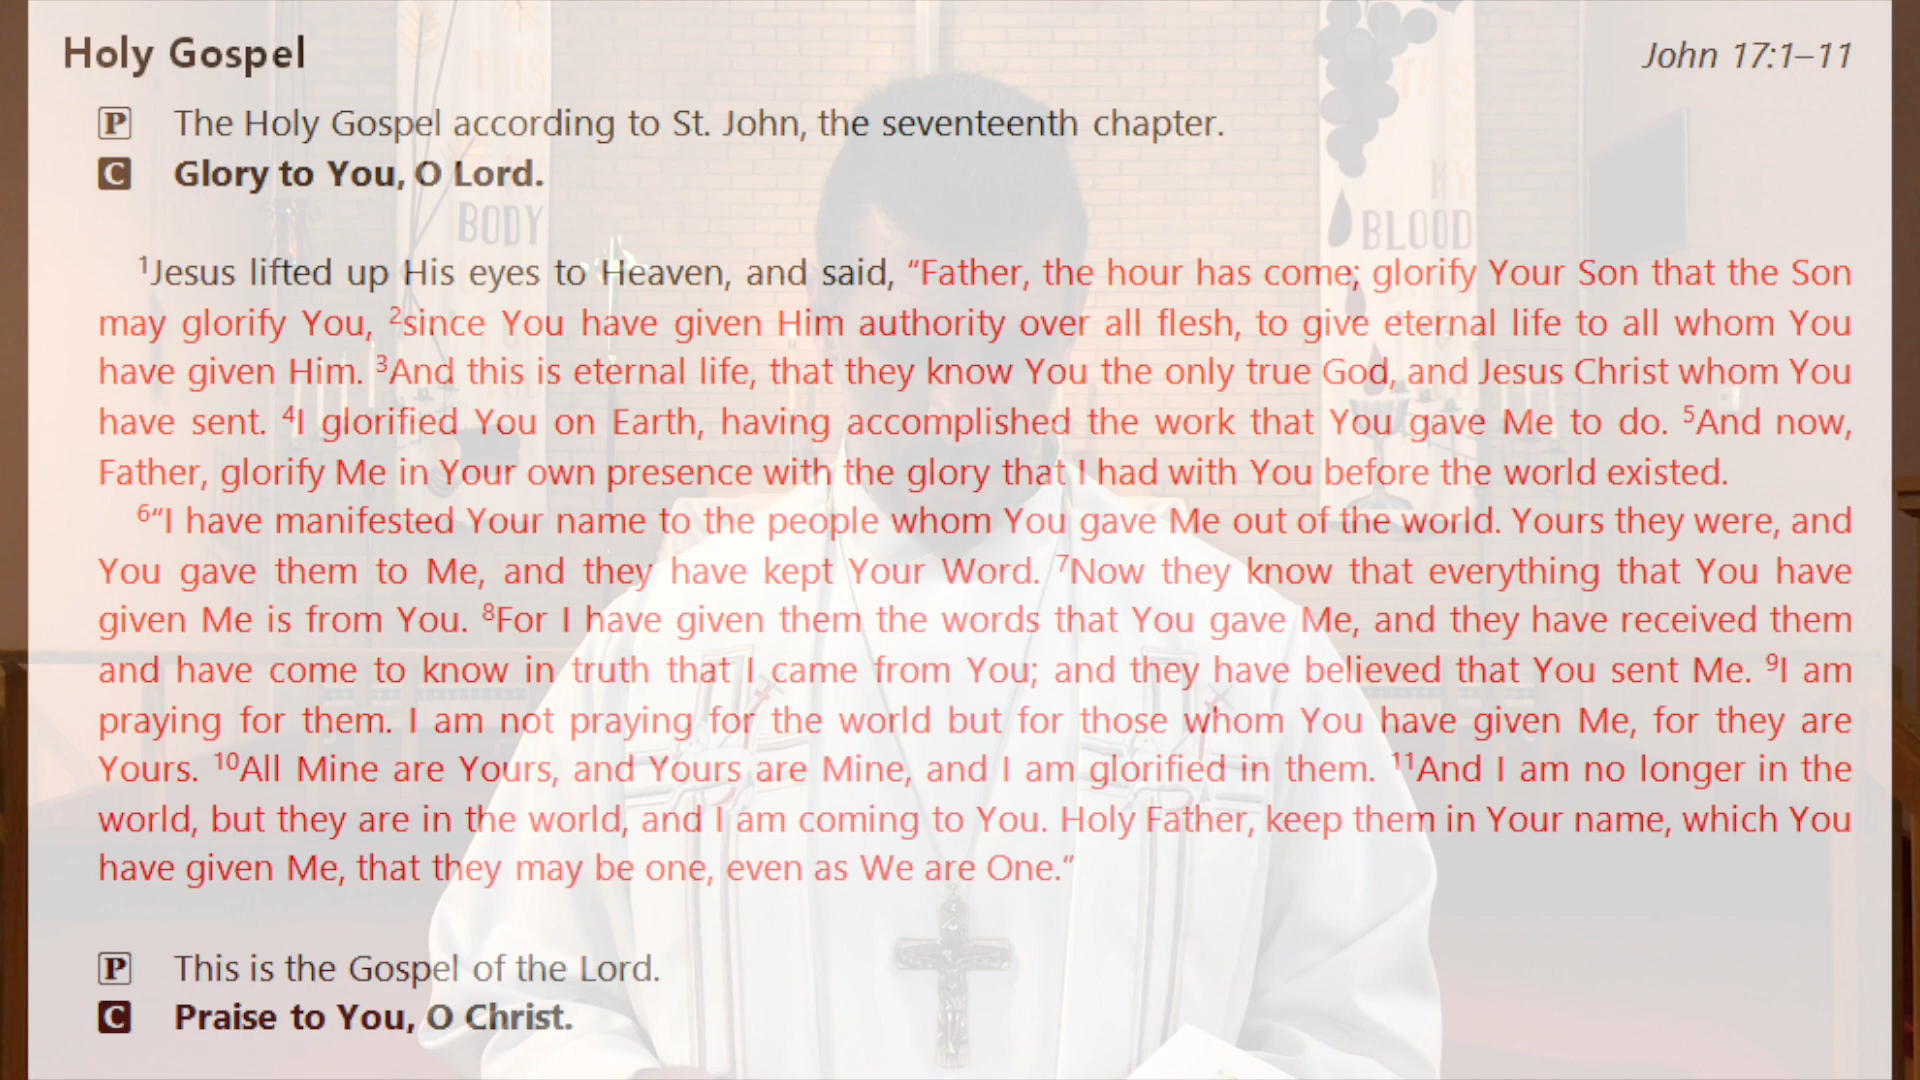 Holy Gospel
John 17:1–11
P The Holy Gospel according to St. John, the seventeenth chapter.
C Glory to You, O Lord.
THIS
BODY
MY
BLOOD
¹Jesus lifted up His eyes to Heaven, and said, “Father, the hour has come; glorify Your Son that the Son
may glorify You, ²since You have given Him authority over all flesh, to give eternal life to all whom You
have given Him. ³And this is eternal life, that they know You the only true God, and Jesus Christ whom You
have sent. ⁴I glorified You on Earth, having accomplished the work that You gave Me to do. ⁵And now,
Father, glorify Me in Your own presence with the glory that I had with You before the world existed.
⁶“I have manifested Your name to the people whom You gave Me out of the world. Yours they were, and
You gave them to Me, and they have kept Your Word. ⁷Now they know that everything that You have
given Me is from You. ⁸For I have given them the words that You gave Me, and they have received them
and have come to know in truth that I came from You; and they have believed that You sent Me. ⁹I am
praying for them. I am not praying for the world but for those whom You have given Me, for they are
Yours. ¹⁰All Mine are Yours, and Yours are Mine, and I am glorified in them. ¹¹And I am no longer in the
world, but they are in the world, and I am coming to You. Holy Father, keep them in Your name, which You
have given Me, that they may be one, even as We are One.”
P This is the Gospel of the Lord.
C Praise to You, O Christ.